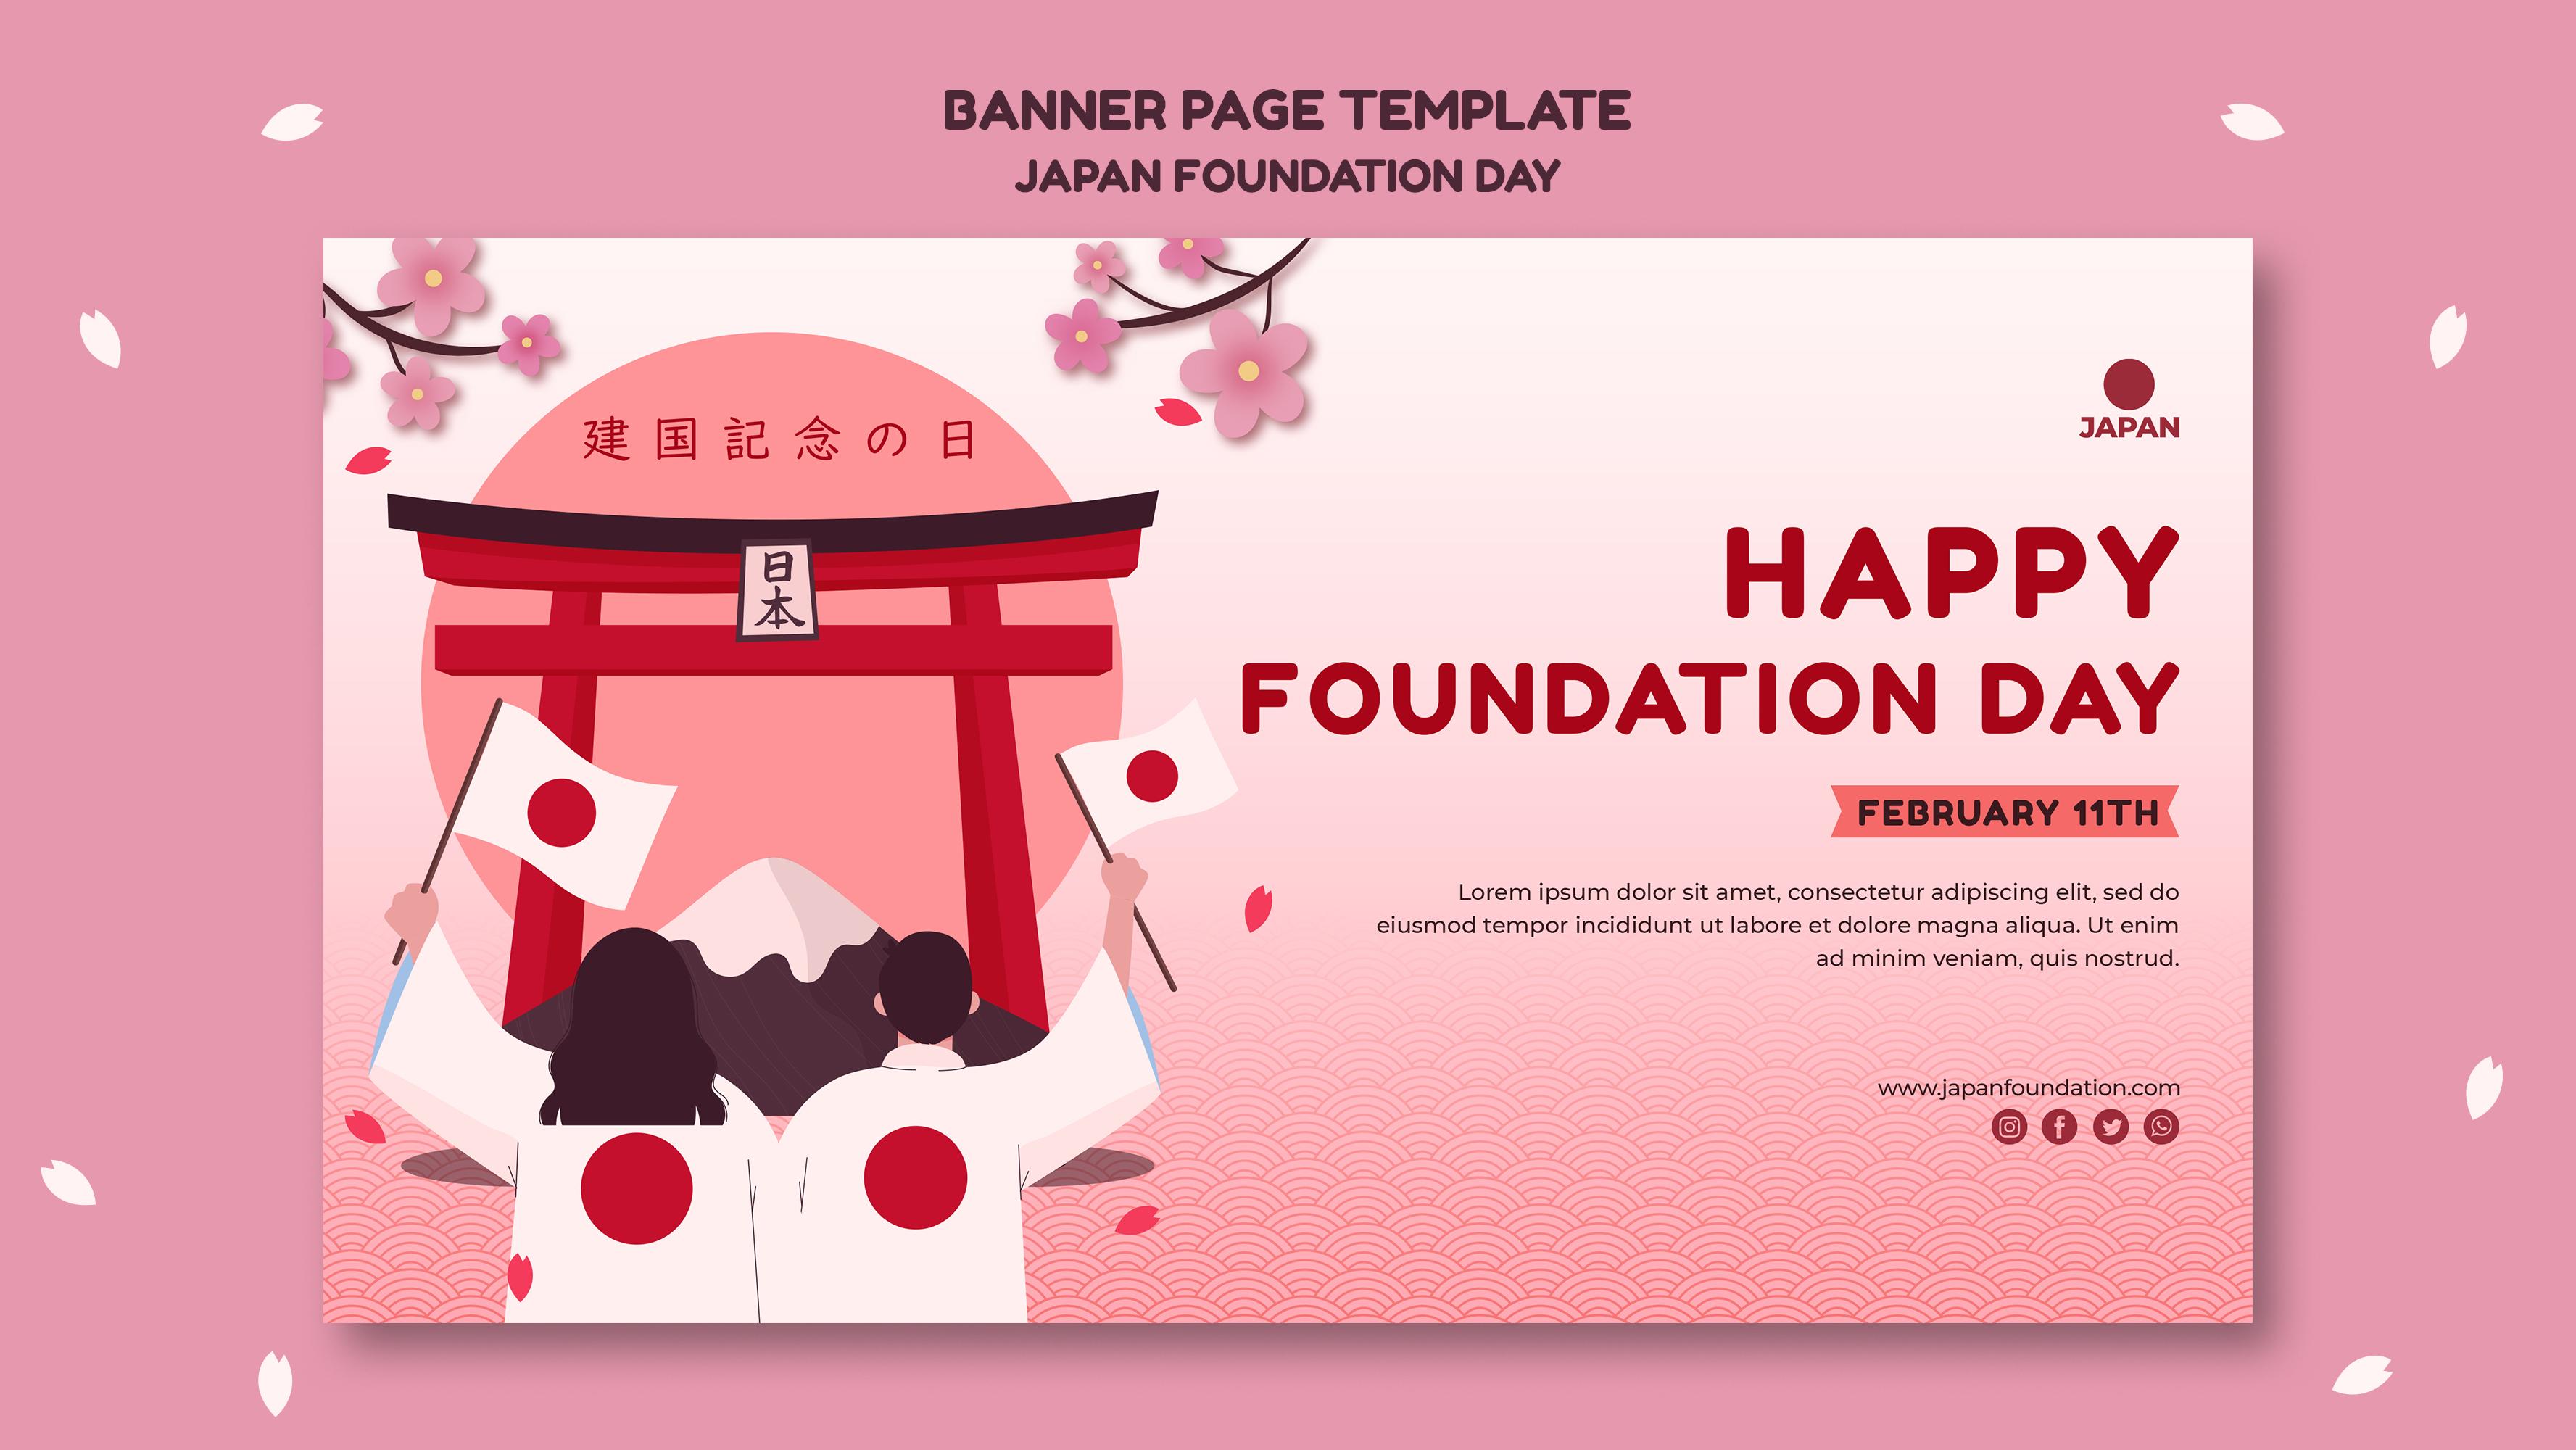 BANNER PAGE TEMPLATE
JAPAN FOUNDATION DAY
建国記念の日
日本
JAPAN
HAPPY
FOUNDATION DAY
FEBRUARY 11TH
Lorem ipsum dolor sit amet, consectetur adipiscing elit, sed do
eiusmod tempor incididunt ut labore et dolore magna aliqua. Ut enim
ad minim veniam, quis nostrud.
www.japanfoundation.com